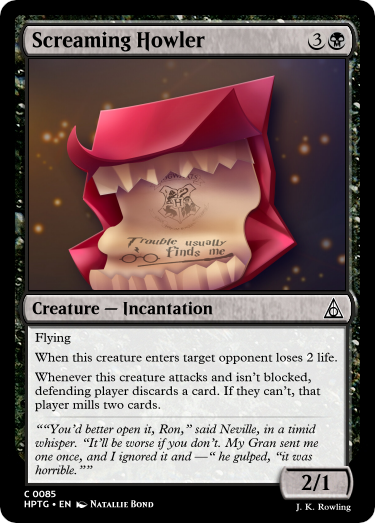 Screaming Howler 3
Trouble usually
finds me
Creature — Incantation
Flying
When this creature enters target opponent loses 2 life.
Whenever this creature attacks and isn't blocked,
defending player discards a card. If they can't, that
player mills two cards.
““You'd better open it, Ron,” said Neville, in a timid
whisper. “It'll be worse if you don't. My Gran sent me
one once, and I ignored it and —“ he gulped, “it was
horrible.””
2/1
C 0085
HPTG • EN Natallie Bond
J. K. Rowling